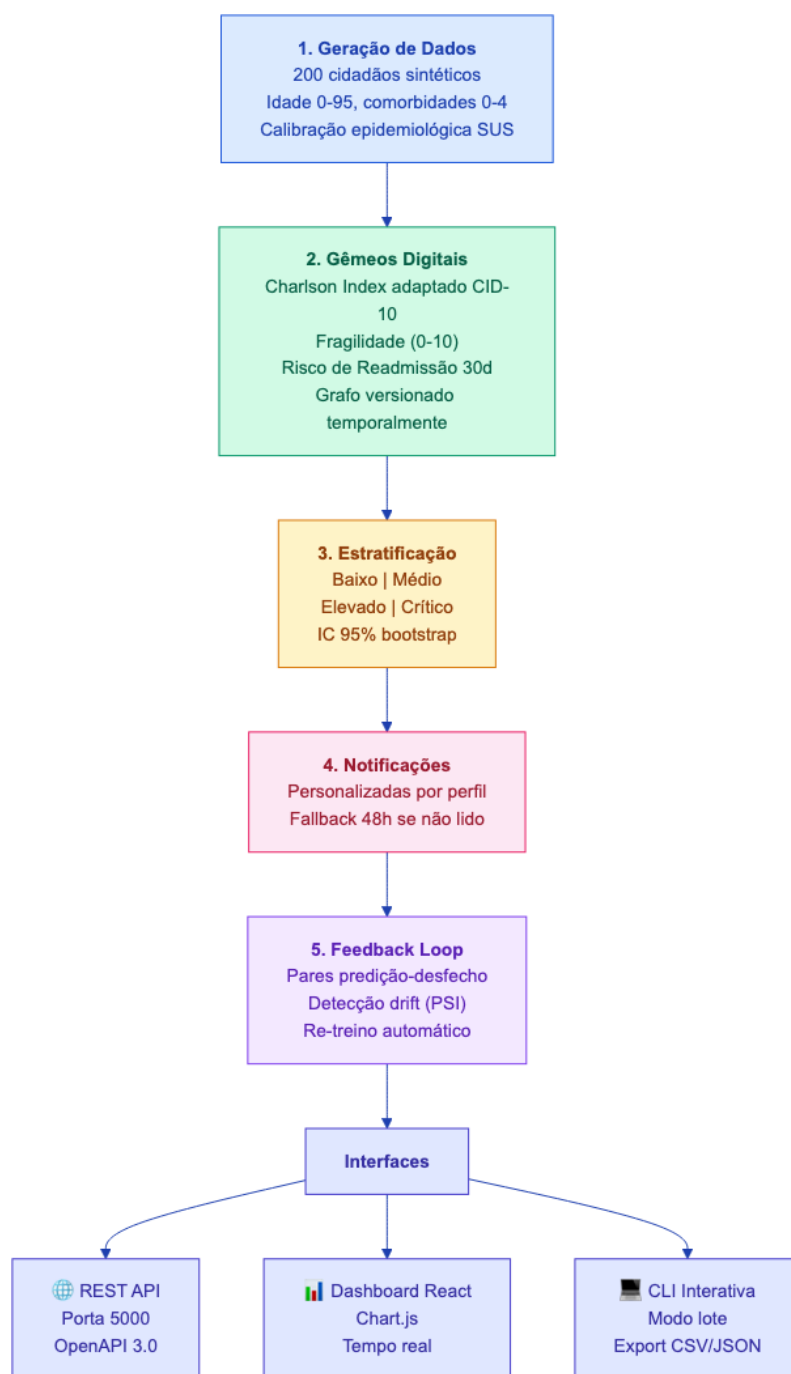 1. Geração de Dados
200 cidadãos sintéticos
Idade 0-95, comorbidades 0-4
Calibração epidemiológica SUS
2. Gêmeos Digitais
Charlson Index adaptado CID-
10
Fragilidade (0-10)
Risco de Readmissão 30d
Grafo versionado
temporalmente
3. Estratificação
Baixo | Médio
Elevado | Crítico
IC 95% bootstrap
4. Notificações
Personalizadas por perfil
Fallback 48h se não lido
5. Feedback Loop
Pares predição-desfecho
Detecção drift (PSI)
Re-treino automático
Interfaces
🌐 REST API
Porta 5000
OpenAPI 3.0
📊 Dashboard React
Chart.js
Tempo real
💻 CLI Interativa
Modo lote
Export CSV/JSON